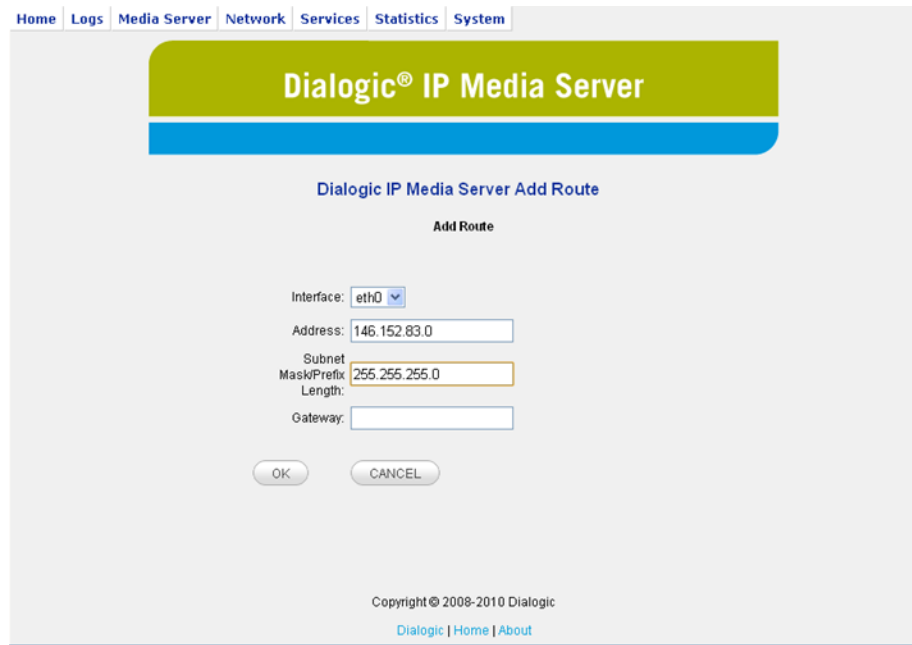 Home Logs Media Server Network Services Statistics System
Dialogic® IP Media Server
Dialogic IP Media Server Add Route
Add Route
Interface: eth0
Address: 146.152.83.0
Subnet
Mask/Prefix 255.255.255.0
Length:
Gateway:
OK CANCEL
Copyright © 2008-2010 Dialogic
Dialogic | Home | About